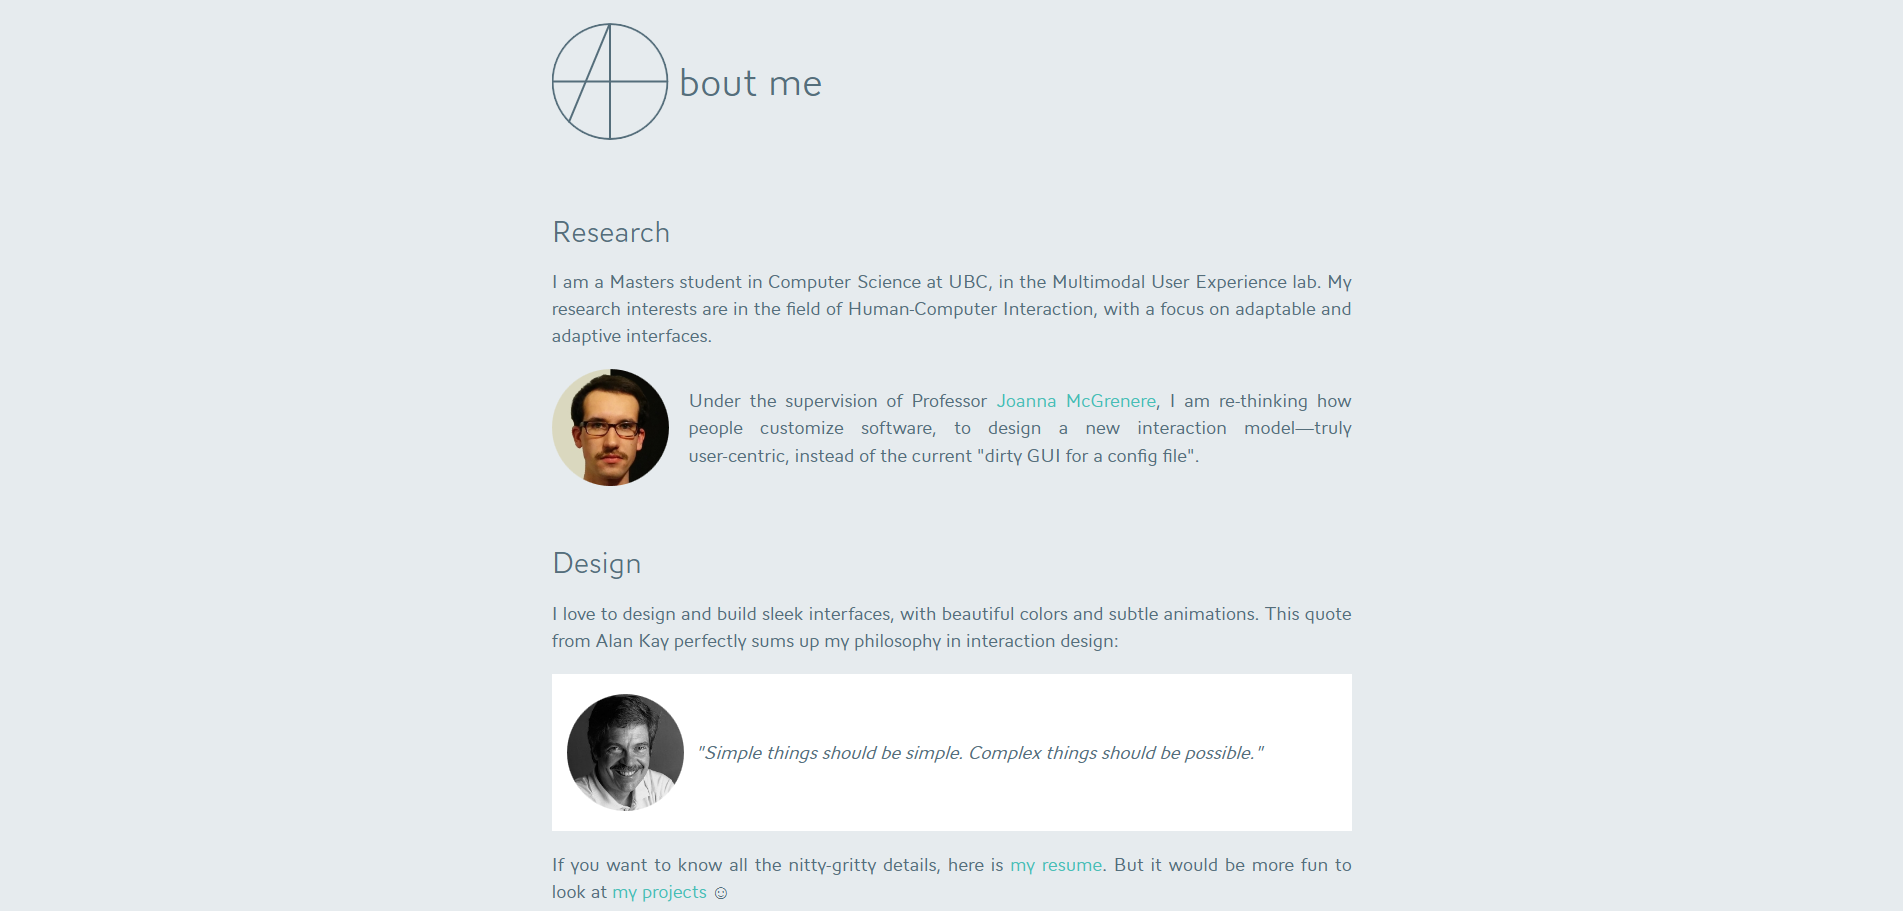 About me
Research
I am a Masters student in Computer Science at UBC, in the Multimodal User Experience lab. My
research interests are in the field of Human-Computer Interaction, with a focus on adaptable and
adaptive interfaces.
Under the supervision of Professor Joanna McGrenere, I am re-thinking how
people customize software, to design a new interaction model—truly
user-centric, instead of the current "dirty GUI for a config file".
Design
I love to design and build sleek interfaces, with beautiful colors and subtle animations. This quote
from Alan Kay perfectly sums up my philosophy in interaction design:
"Simple things should be simple. Complex things should be possible."
If you want to know all the nitty-gritty details, here is my resume. But it would be more fun to
look at my projects ☺